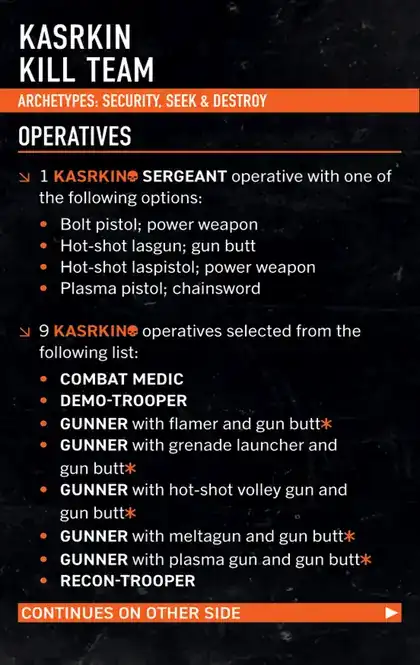 KASRKIN
KILL TEAM
ARCHETYPES: SECURITY, SEEK & DESTROY
OPERATIVES
↘ 1 KASRKIN💀 SERGEANT operative with one of
the following options:
• Bolt pistol; power weapon
• Hot-shot lasgun; gun butt
• Hot-shot laspistol; power weapon
• Plasma pistol; chainsword
↘ 9 KASRKIN💀 operatives selected from the
following list:
• COMBAT MEDIC
• DEMO-TROOPER
• GUNNER with flamer and gun butt*
• GUNNER with grenade launcher and
gun butt*
• GUNNER with hot-shot volley gun and
gun butt*
• GUNNER with meltagun and gun butt*
• GUNNER with plasma gun and gun butt*
• RECON-TROOPER
CONTINUES ON OTHER SIDE ▶